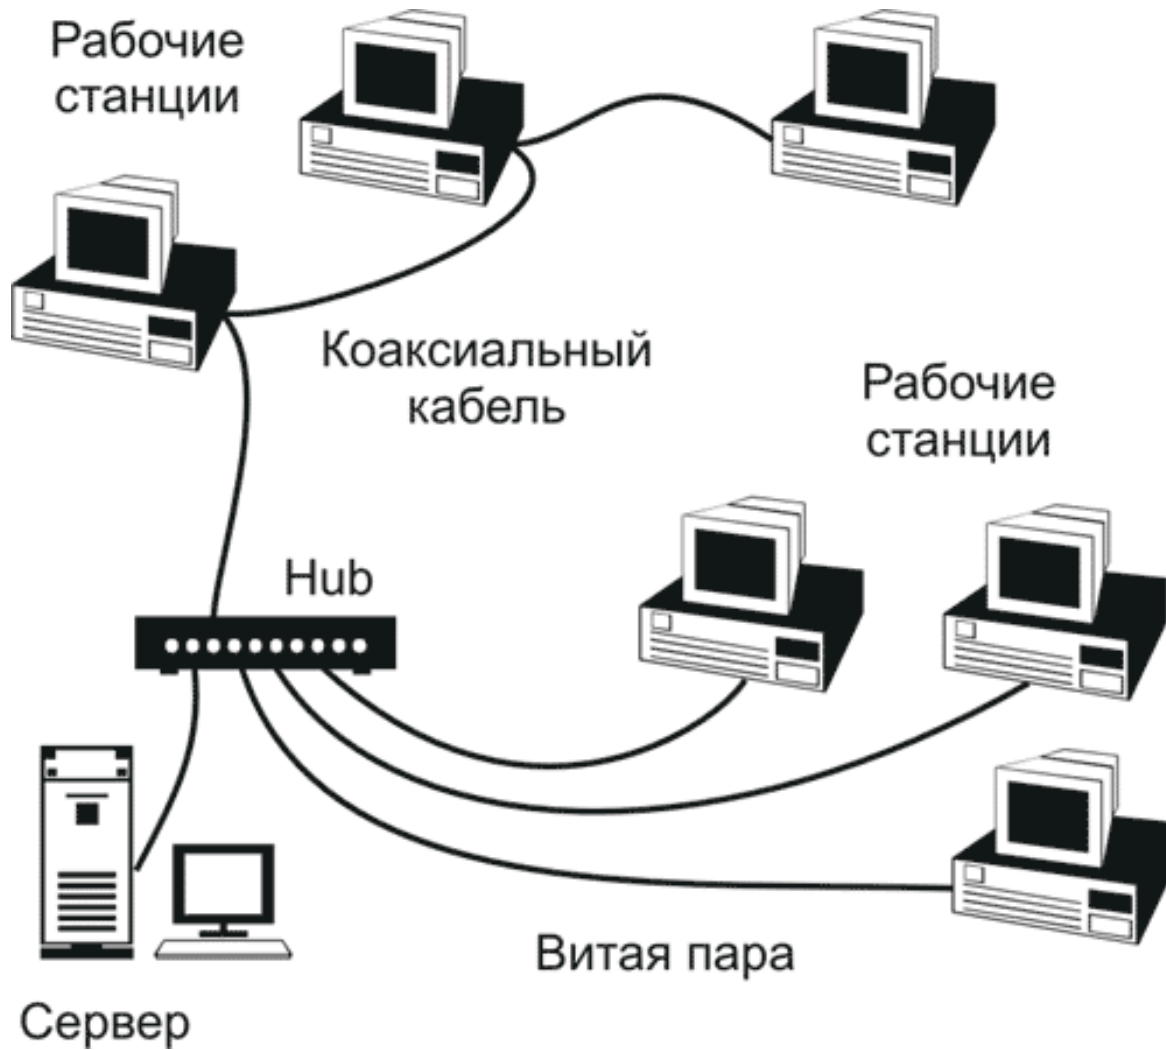 Рабочие
станции
Коаксиальный
кабель
Рабочие
станции
Hub
Витая пара
Сервер